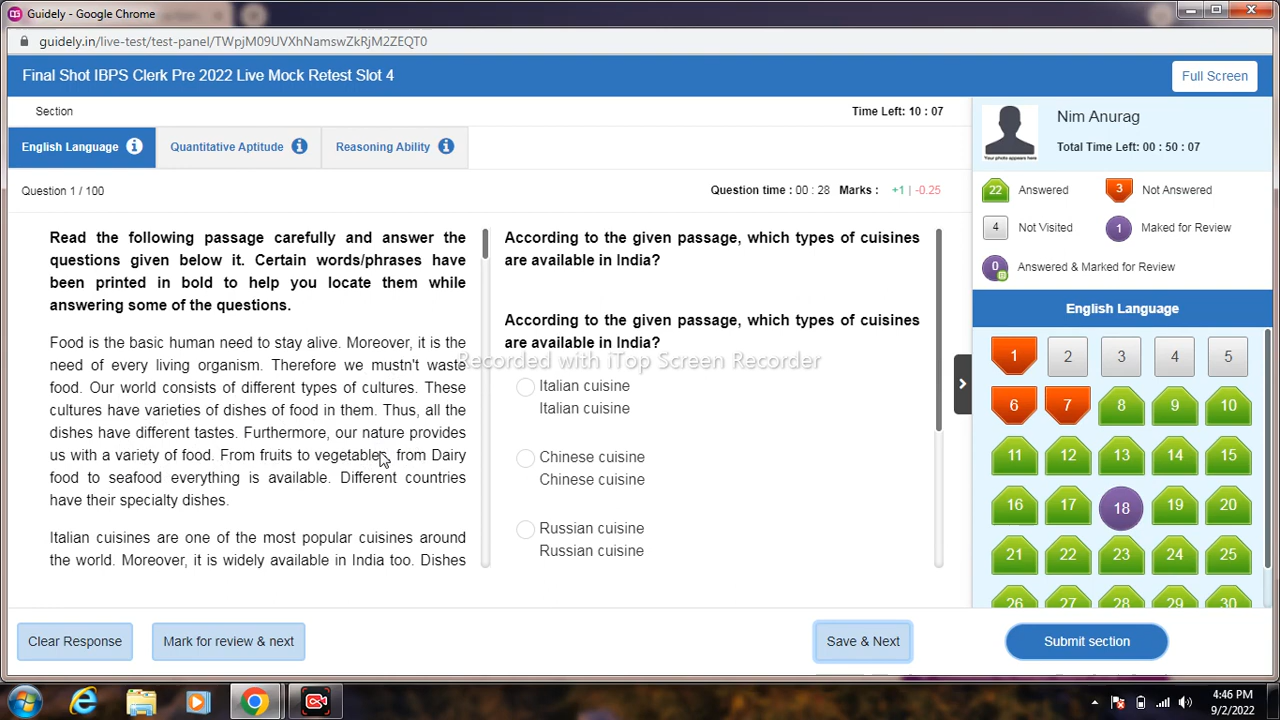 Guidely - Google Chrome
guidely.in/live-test/test-panel/TWpjM09UVXhNamswZkRjM2ZEQT0
Final Shot IBPS Clerk Pre 2022 Live Mock Retest Slot 4
Full Screen
Section
Time Left: 10 : 07
English Language i
Quantitative Aptitude i
Reasoning Ability i
Question 1 / 100
Question time : 00 : 28 Marks : +1 | -0.25
Read the following passage carefully and answer the
questions given below it. Certain words/phrases have
been printed in bold to help you locate them while
answering some of the questions.
Food is the basic human need to stay alive. Moreover, it is the
need of every living organism. Therefore we mustn't waste
food. Our world consists of different types of cultures. These
cultures have varieties of dishes of food in them. Thus, all the
dishes have different tastes. Furthermore, our nature provides
us with a variety of food. From fruits to vegetables, from Dairy
food to seafood everything is available. Different countries
have their specialty dishes.
Italian cuisines are one of the most popular cuisines around
the world. Moreover, it is widely available in India too. Dishes
According to the given passage, which types of cuisines
are available in India?
According to the given passage, which types of cuisines
are available in India?
Recorded with iTop Screen Recorder
Italian cuisine
Italian cuisine
Chinese cuisine
Chinese cuisine
Russian cuisine
Russian cuisine
Clear Response
Mark for review & next
Save & Next
Your photo appears here
Nim Anurag
Total Time Left: 00 : 50 : 07
22 Answered
3 Not Answered
4 Not Visited
1 Maked for Review
0 Answered & Marked for Review
English Language
1 2 3 4 5
6 7 8 9 10
11 12 13 14 15
16 17 18 19 20
21 22 23 24 25
26 27 28 29 30
Submit section
4:46 PM
9/2/2022